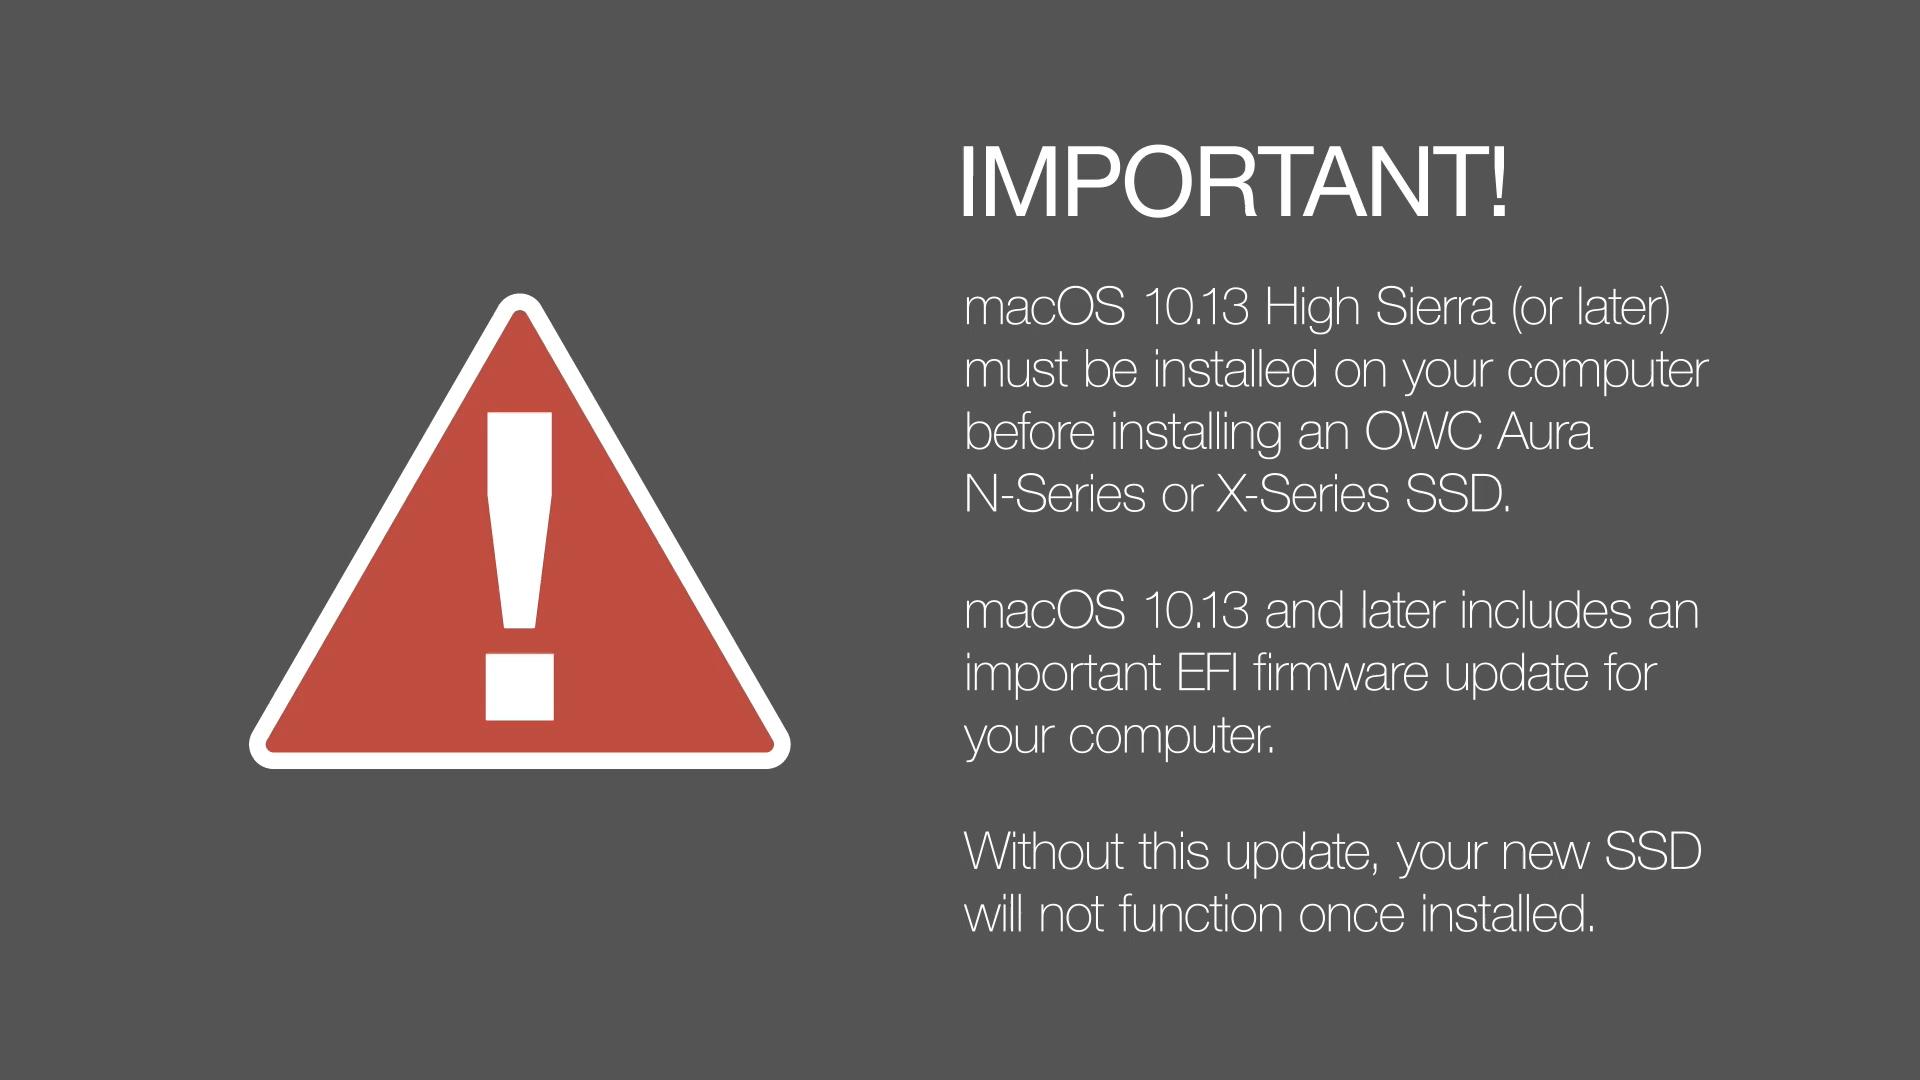 IMPORTANT!
macOS 10.13 High Sierra (or later)
must be installed on your computer
before installing an OWC Aura
N-Series or X-Series SSD.
macOS 10.13 and later includes an
important EFI firmware update for
your computer.
Without this update, your new SSD
will not function once installed.